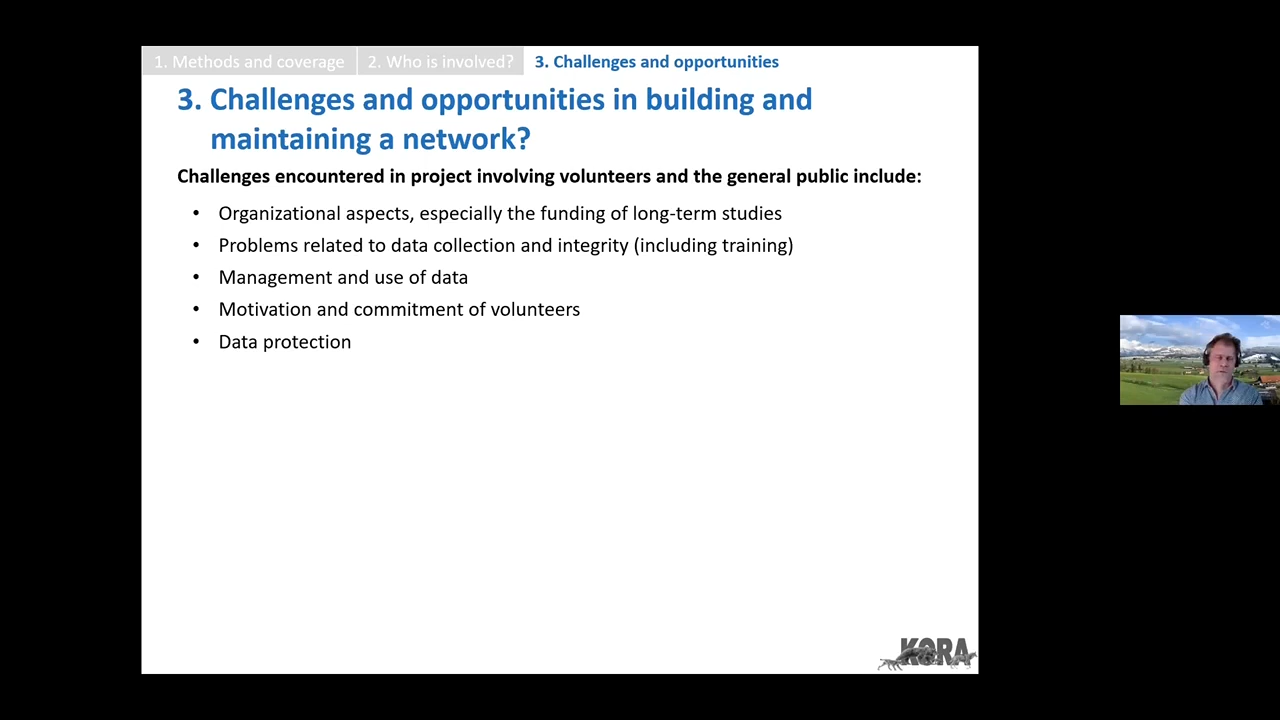 1. Methods and coverage
2. Who is involved?
3. Challenges and opportunities
3. Challenges and opportunities in building and
maintaining a network?
Challenges encountered in project involving volunteers and the general public include:
• Organizational aspects, especially the funding of long-term studies
• Problems related to data collection and integrity (including training)
• Management and use of data
• Motivation and commitment of volunteers
• Data protection
KORA